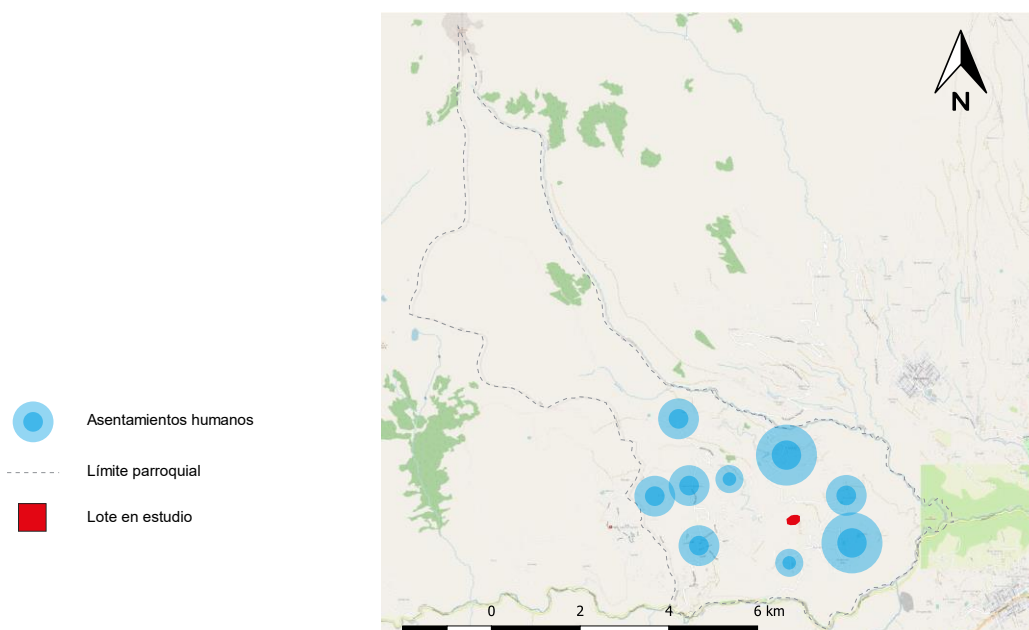 N
Asentamientos humanos
Límite parroquial
Lote en estudio
0 2 4 6 km